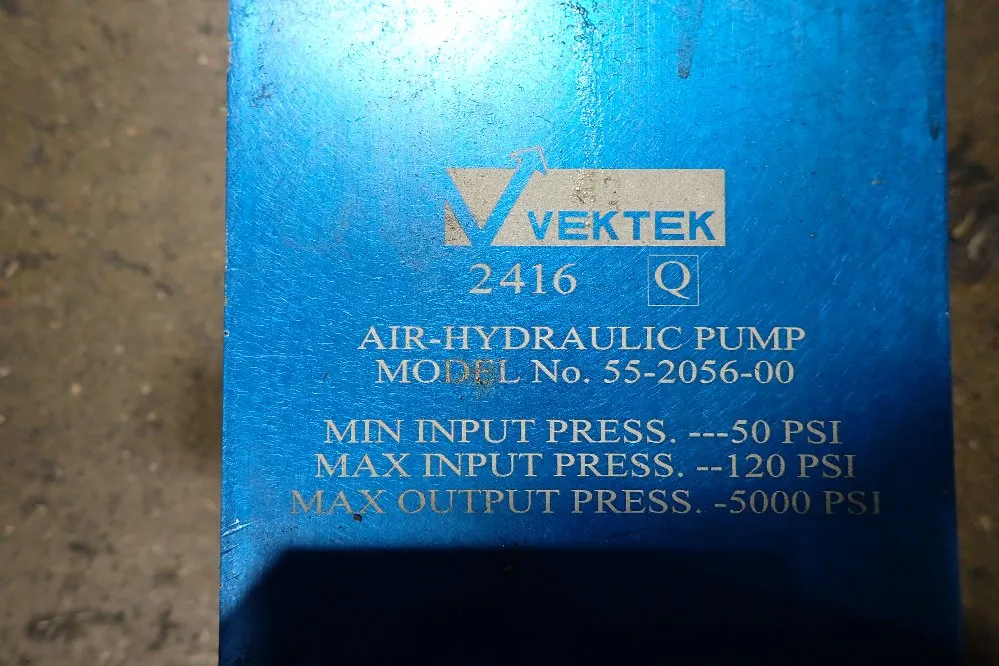 VEKTEK
2416 Q
AIR-HYDRAULIC PUMP
MODEL No. 55-2056-00
MIN INPUT PRESS. ---50 PSI
MAX INPUT PRESS. --120 PSI
MAX OUTPUT PRESS. -5000 PSI